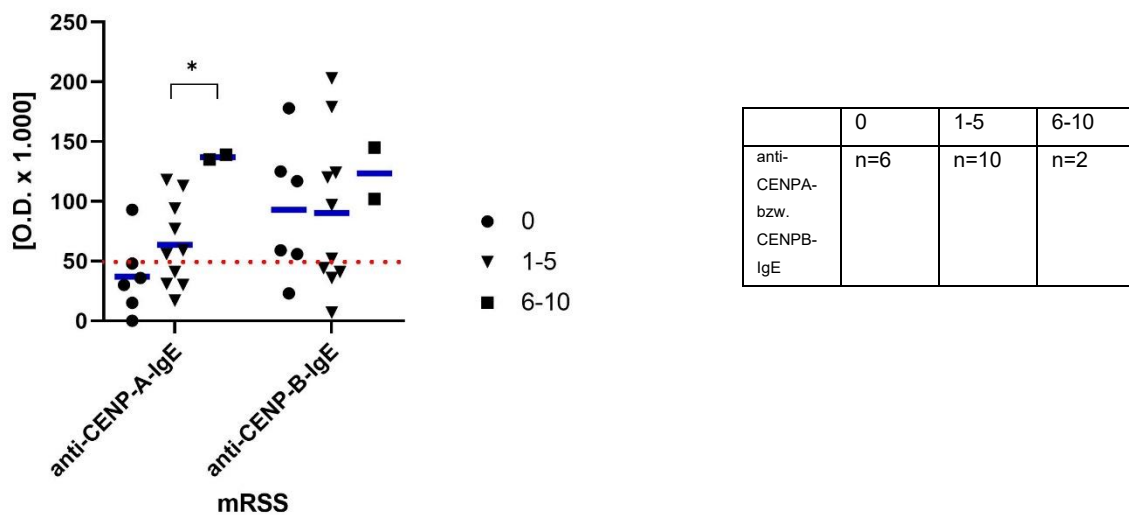 250
200
150
100
50
0
[O.D. x 1.000]
*
anti-CENP-A-IgE
anti-CENP-B-IgE
mRSS
0
1-5
6-10
0 1-5 6-10
anti- n=6 n=10 n=2
CENPA-
bzw.
CENPB-
IgE